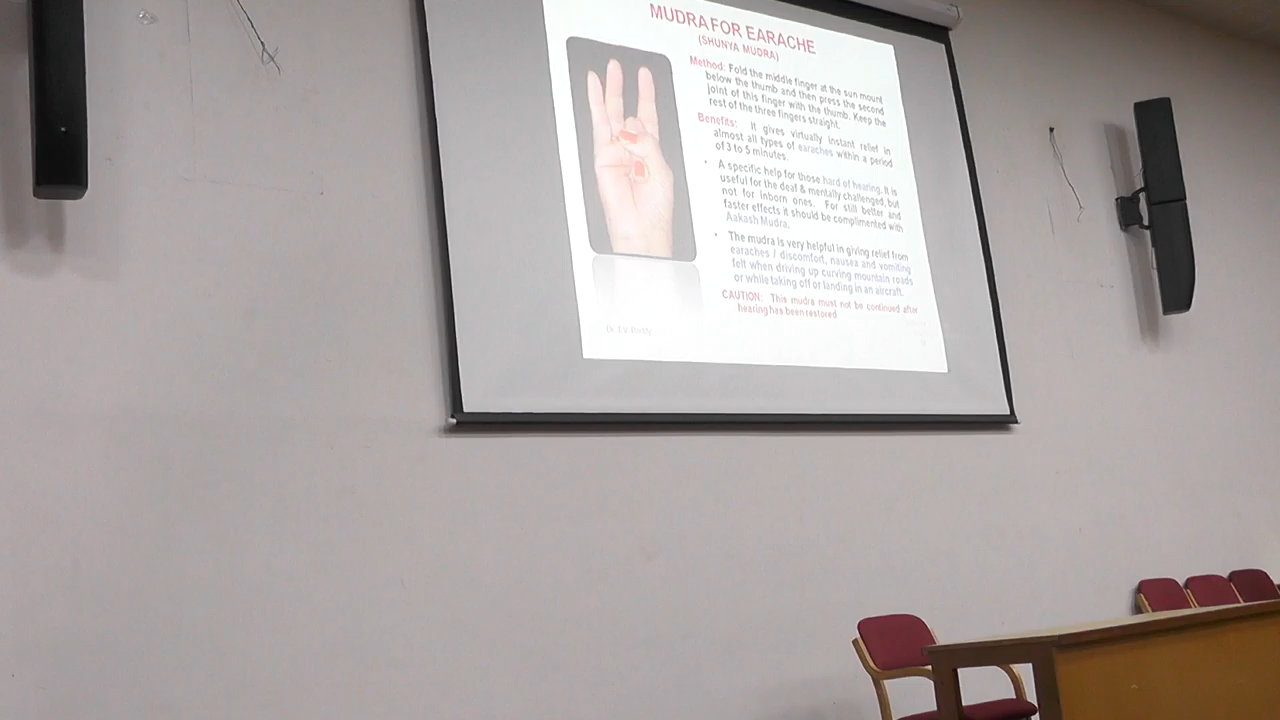 MUDRA FOR EARACHE
(SHUNYA MUDRA)
Method: Fold the middle finger at the sun mount
below the thumb and then press the second
joint of this finger with the thumb. Keep the
rest of the three fingers straight.
Benefits: It gives virtually instant relief in
almost all types of earaches within a period
of 3 to 5 minutes.
• A specific help for those hard of hearing. It is
useful for the deaf & mentally challenged, but
not for inborn ones. For still better and
faster effects it should be complimented with
Aakash Mudra.
• The mudra is very helpful in giving relief from
earaches / discomfort, nausea and vomiting
felt when driving up curving mountain roads
or while taking off or landing in an aircraft.
CAUTION: This mudra must not be continued after
hearing has been restored